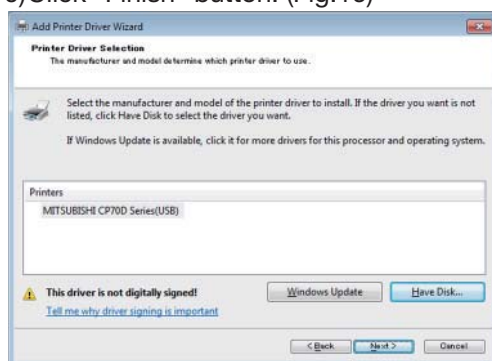 Add Printer Driver Wizard
Printer Driver Selection
The manufacturer and model determine which printer driver to use.
Select the manufacturer and model of the printer driver to install. If the driver you want is not
listed, click Have Disk to select the driver you want.
If Windows Update is available, click it for more drivers for this processor and operating system.
Printers
MITSUBISHI CP70D Series(USB)
This driver is not digitally signed!
Windows Update
Have Disk...
Tell me why driver signing is important
< Back
Next >
Cancel